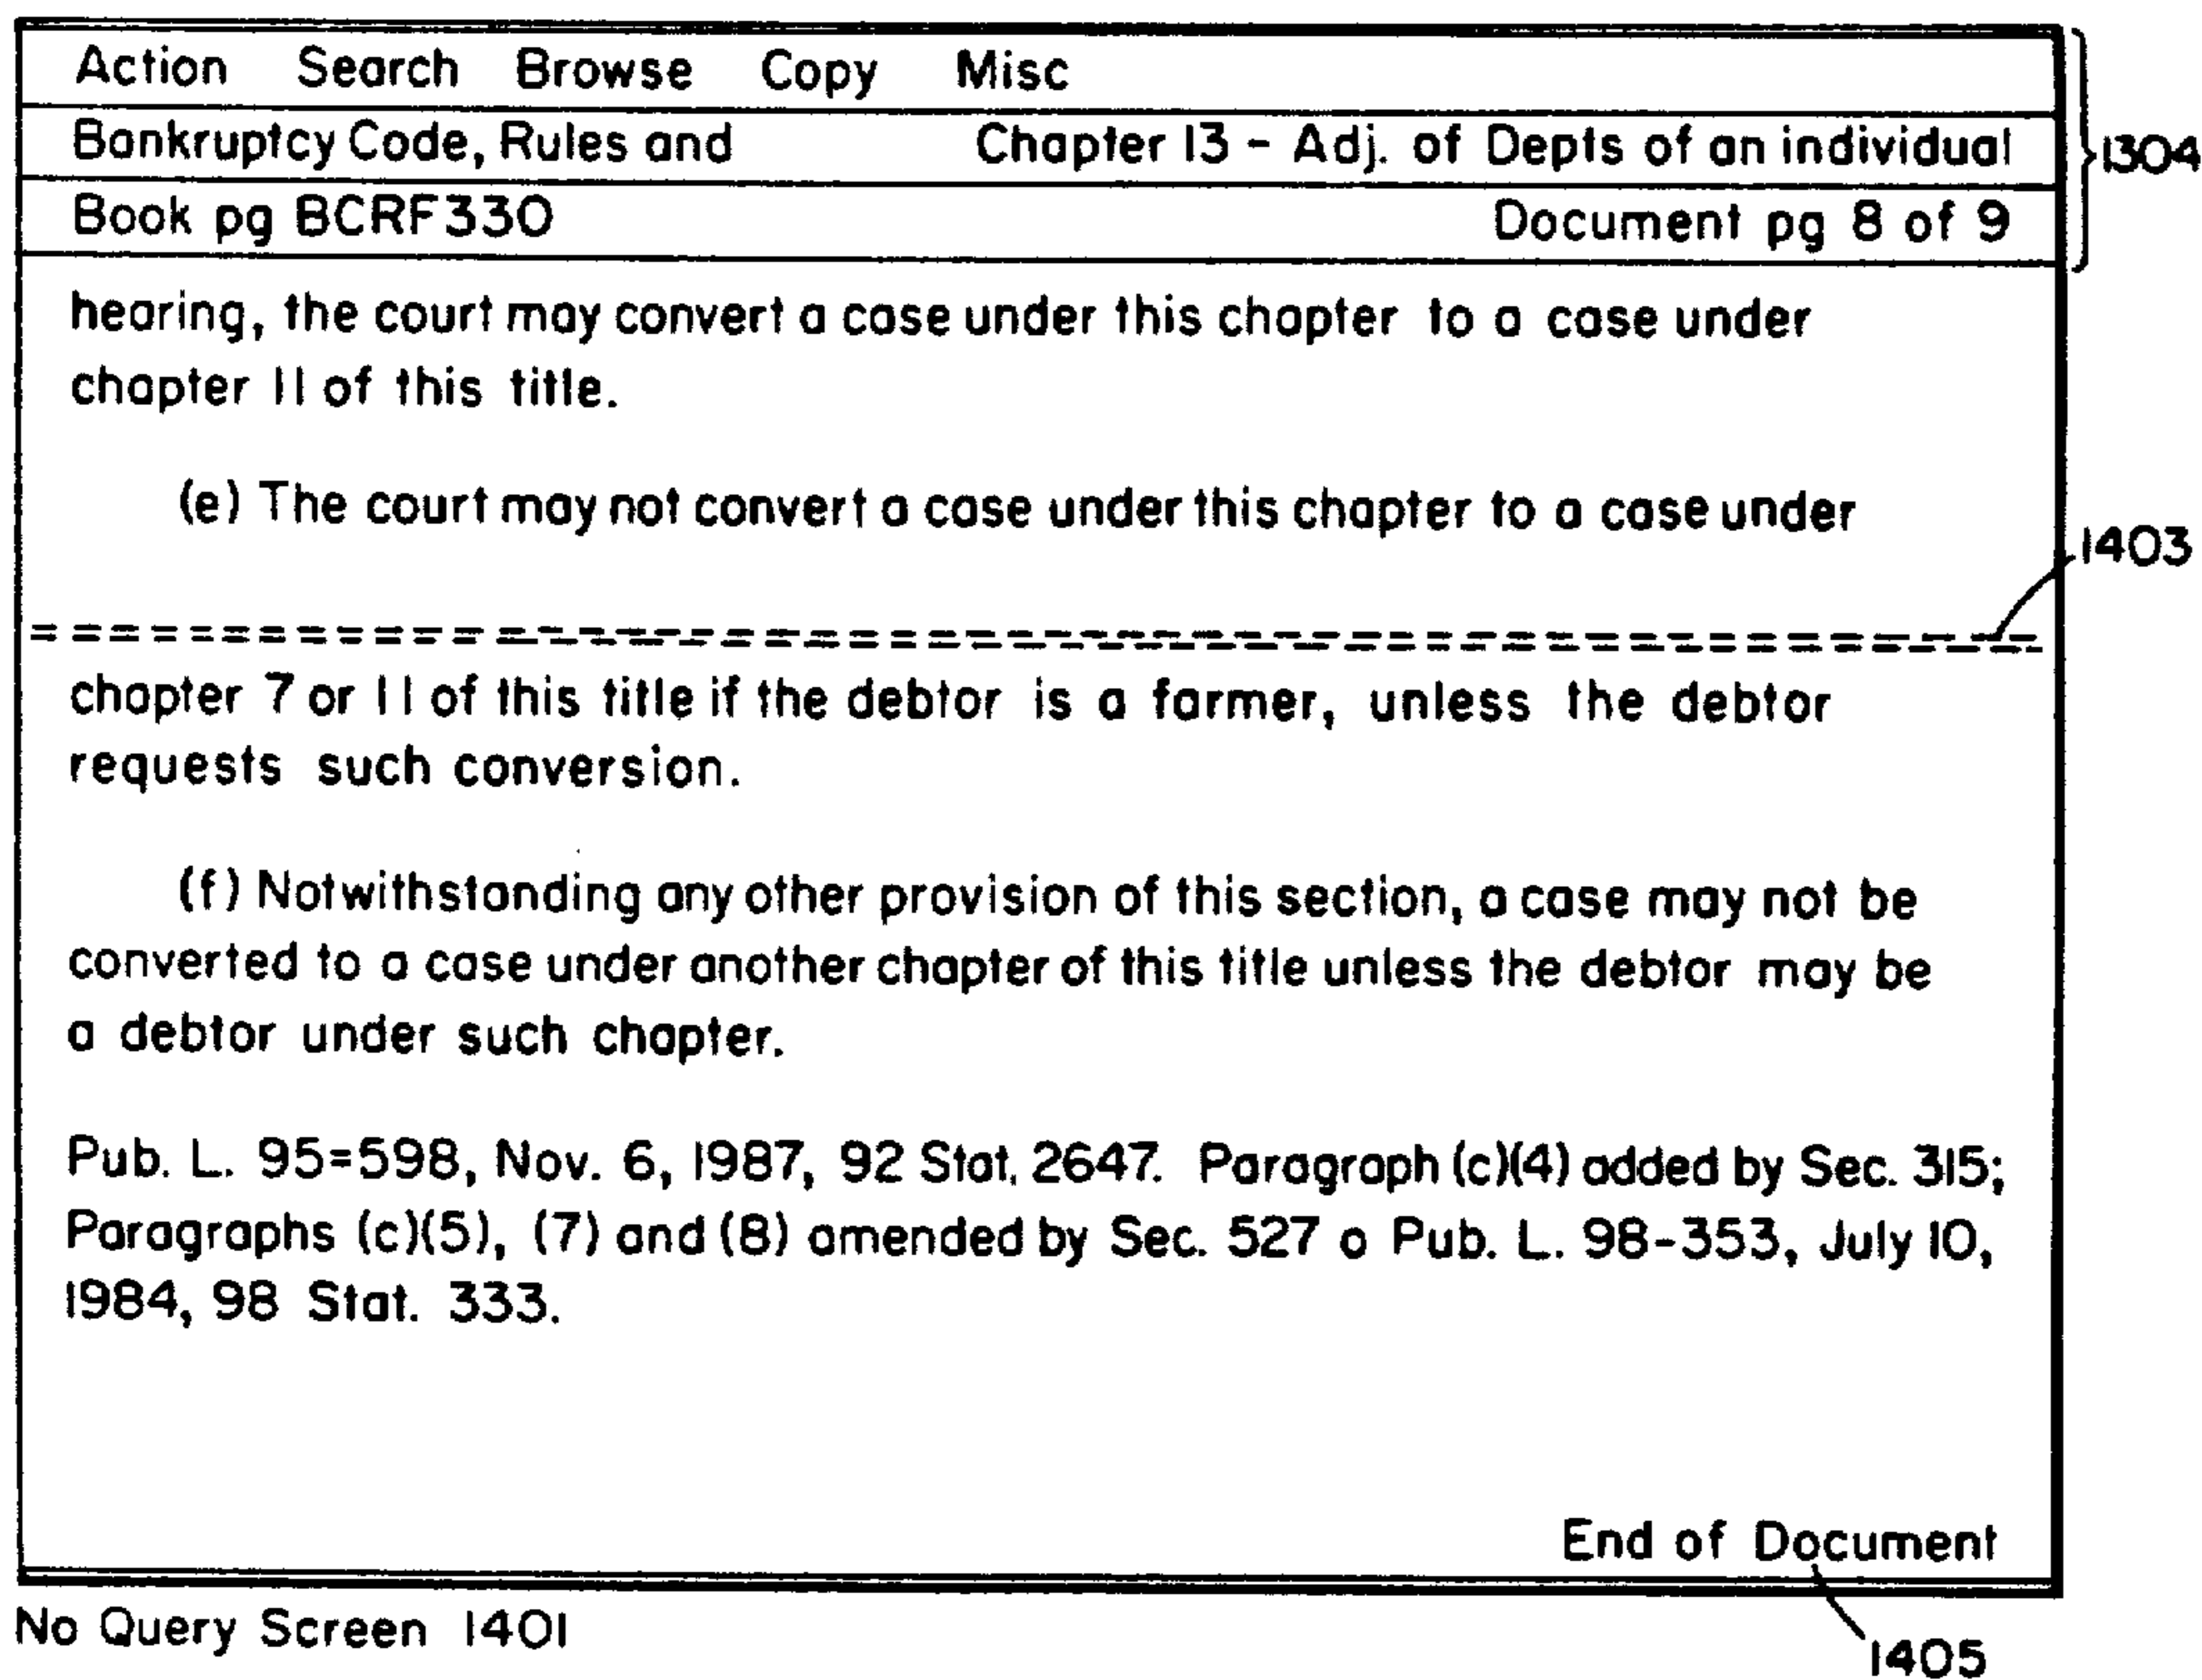 Action Search Browse Copy Misc
Bankruptcy Code, Rules and Chapter 13 - Adj. of Depts of an individual
1304
Book pg BCRF330 Document pg 8 of 9
hearing, the court may convert a case under this chapter to a case under
chapter 11 of this title.
(e) The court may not convert a case under this chapter to a case under
1403
chapter 7 or 11 of this title if the debtor is a farmer, unless the debtor
requests such conversion.
(f) Notwithstanding any other provision of this section, a case may not be
converted to a case under another chapter of this title unless the debtor may be
a debtor under such chapter.
Pub. L. 95=598, Nov. 6, 1987, 92 Stat. 2647. Paragraph (c)(4) added by Sec. 315;
Paragraphs (c)(5), (7) and (8) amended by Sec. 527 o Pub. L. 98-353, July 10,
1984, 98 Stat. 333.
End of Document
No Query Screen 1401
1405